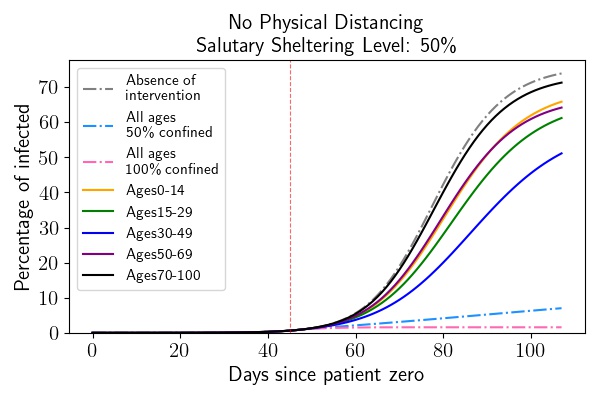 No Physical Distancing
Salutary Sheltering Level: 50%
Percentage of infected
70
60
50
40
30
20
10
0
Absence of
intervention
All ages
50% confined
All ages
100% confined
Ages0-14
Ages15-29
Ages30-49
Ages50-69
Ages70-100
0 20 40 60 80 100
Days since patient zero